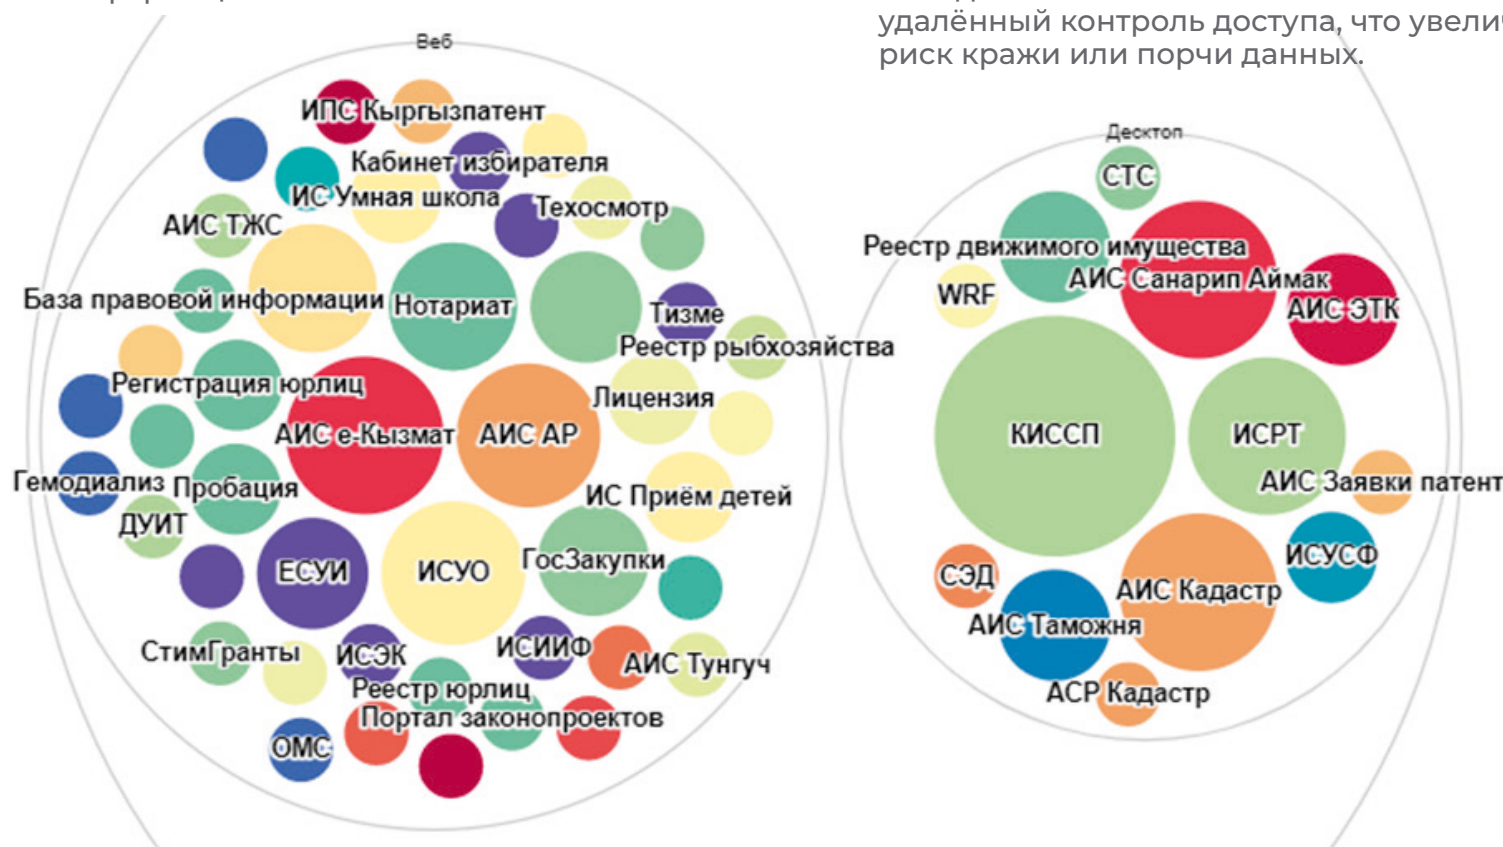 удалённый контроль доступа, что увелич
риск кражи или порчи данных.
Веб
ИПС Кыргызпатент
Кабинет избирателя
ИС Умная школа
Техосмотр
АИС ТЖС
База правовой информации
Нотариат
Тизме
Реестр рыбхозяйства
Регистрация юрлиц
Лицензия
АИС е-Кызмат
АИС АР
Гемодиализ
Пробация
ИС Приём детей
ДУИТ
ЕСУИ
ИСУО
ГосЗакупки
СтимГранты
ИСЭК
ИСИИФ
АИС Тунгуч
Реестр юрлиц
Портал законопроектов
ОМС
Десктоп
СТС
Реестр движимого имущества
АИС Санарип Аймак
WRF
АИС ЭТК
КИССП
ИСРТ
АИС Заявки патент
ИСУСФ
СЭД
АИС Кадастр
АИС Таможня
АСР Кадастр